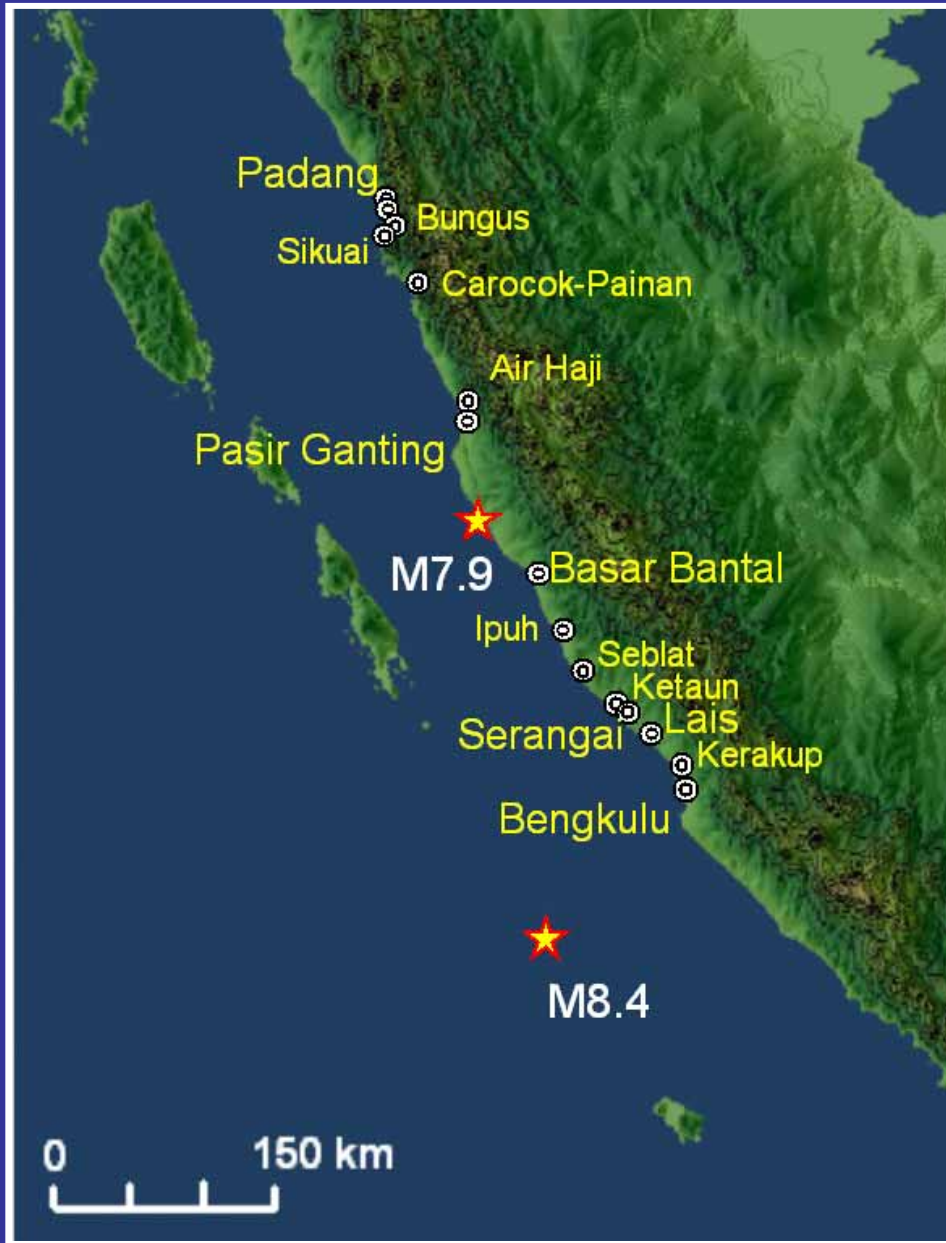 Padang
Bungus
Sikuai
Carocok-Painan
Air Haji
Pasir Ganting
M7.9
Basar Bantal
Ipuh
Seblat
Ketaun
Serangai
Lais
Kerakup
Bengkulu
M8.4
0 150 km